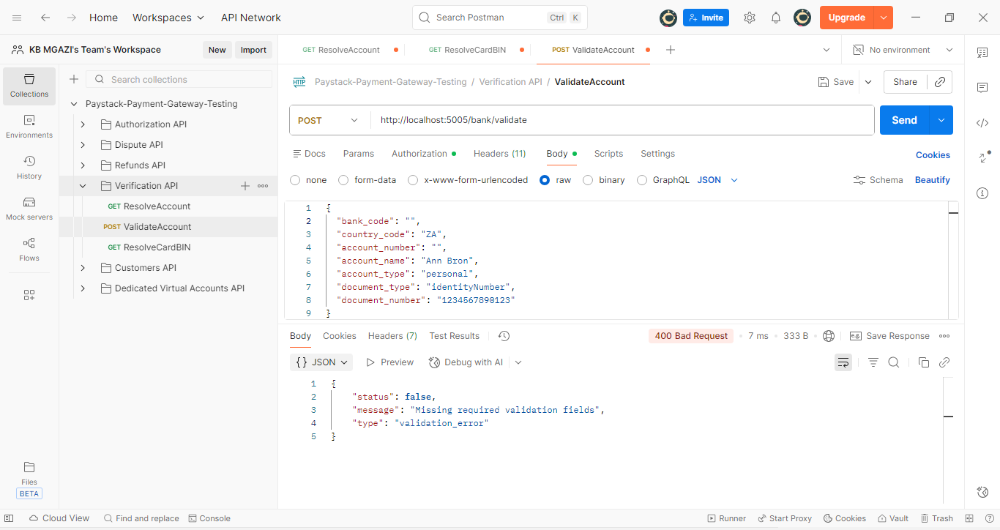 Home
Workspaces
API Network
Search Postman
Ctrl
K
Invite
Upgrade
KB MGAZI's Team's Workspace
New
Import
GET ResolveAccount
GET ResolveCardBIN
POST ValidateAccount
No environment
Collections
Environments
History
Mock servers
Flows
Files
BETA
Search collections
Paystack-Payment-Gateway-Testing
Authorization API
Dispute API
Refunds API
Verification API
GET ResolveAccount
POST ValidateAccount
GET ResolveCardBIN
Customers API
Dedicated Virtual Accounts API
HTTP
Paystack-Payment-Gateway-Testing / Verification API / ValidateAccount
Save
Share
POST
http://localhost:5005/bank/validate
Send
Docs
Params
Authorization
Headers (11)
Body
Scripts
Settings
Cookies
none
form-data
x-www-form-urlencoded
raw
binary
GraphQL
JSON
Schema
Beautify
1 {
2 "bank_code": "",
3 "country_code": "ZA",
4 "account_number": "",
5 "account_name": "Ann Bron",
6 "account_type": "personal",
7 "document_type": "identityNumber",
8 "document_number": "1234567890123"
9 }
Body
Cookies
Headers (7)
Test Results
400 Bad Request
7 ms
333 B
e.g.
Save Response
{} JSON
Preview
Debug with AI
1 {
2 "status": false,
3 "message": "Missing required validation fields",
4 "type": "validation_error"
5 }
Cloud View
Find and replace
Console
Runner
Start Proxy
Cookies
Vault
Trash